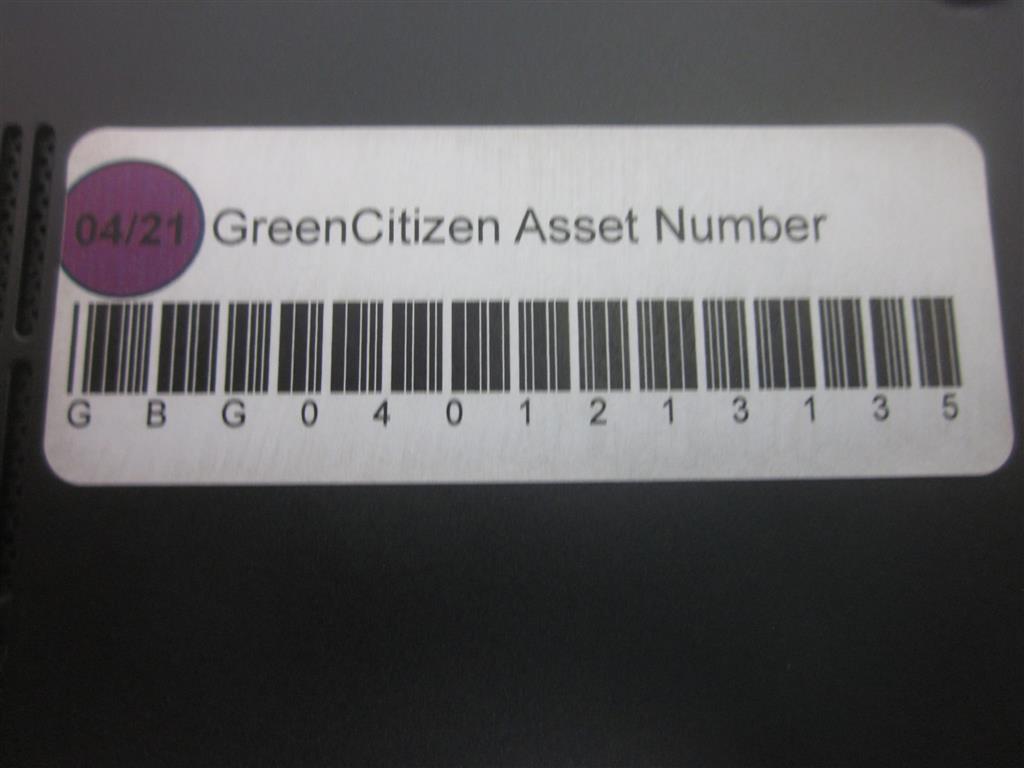 04/21 GreenCitizen Asset Number
G B G 0 4 0 1 2 1 3 1 3 5